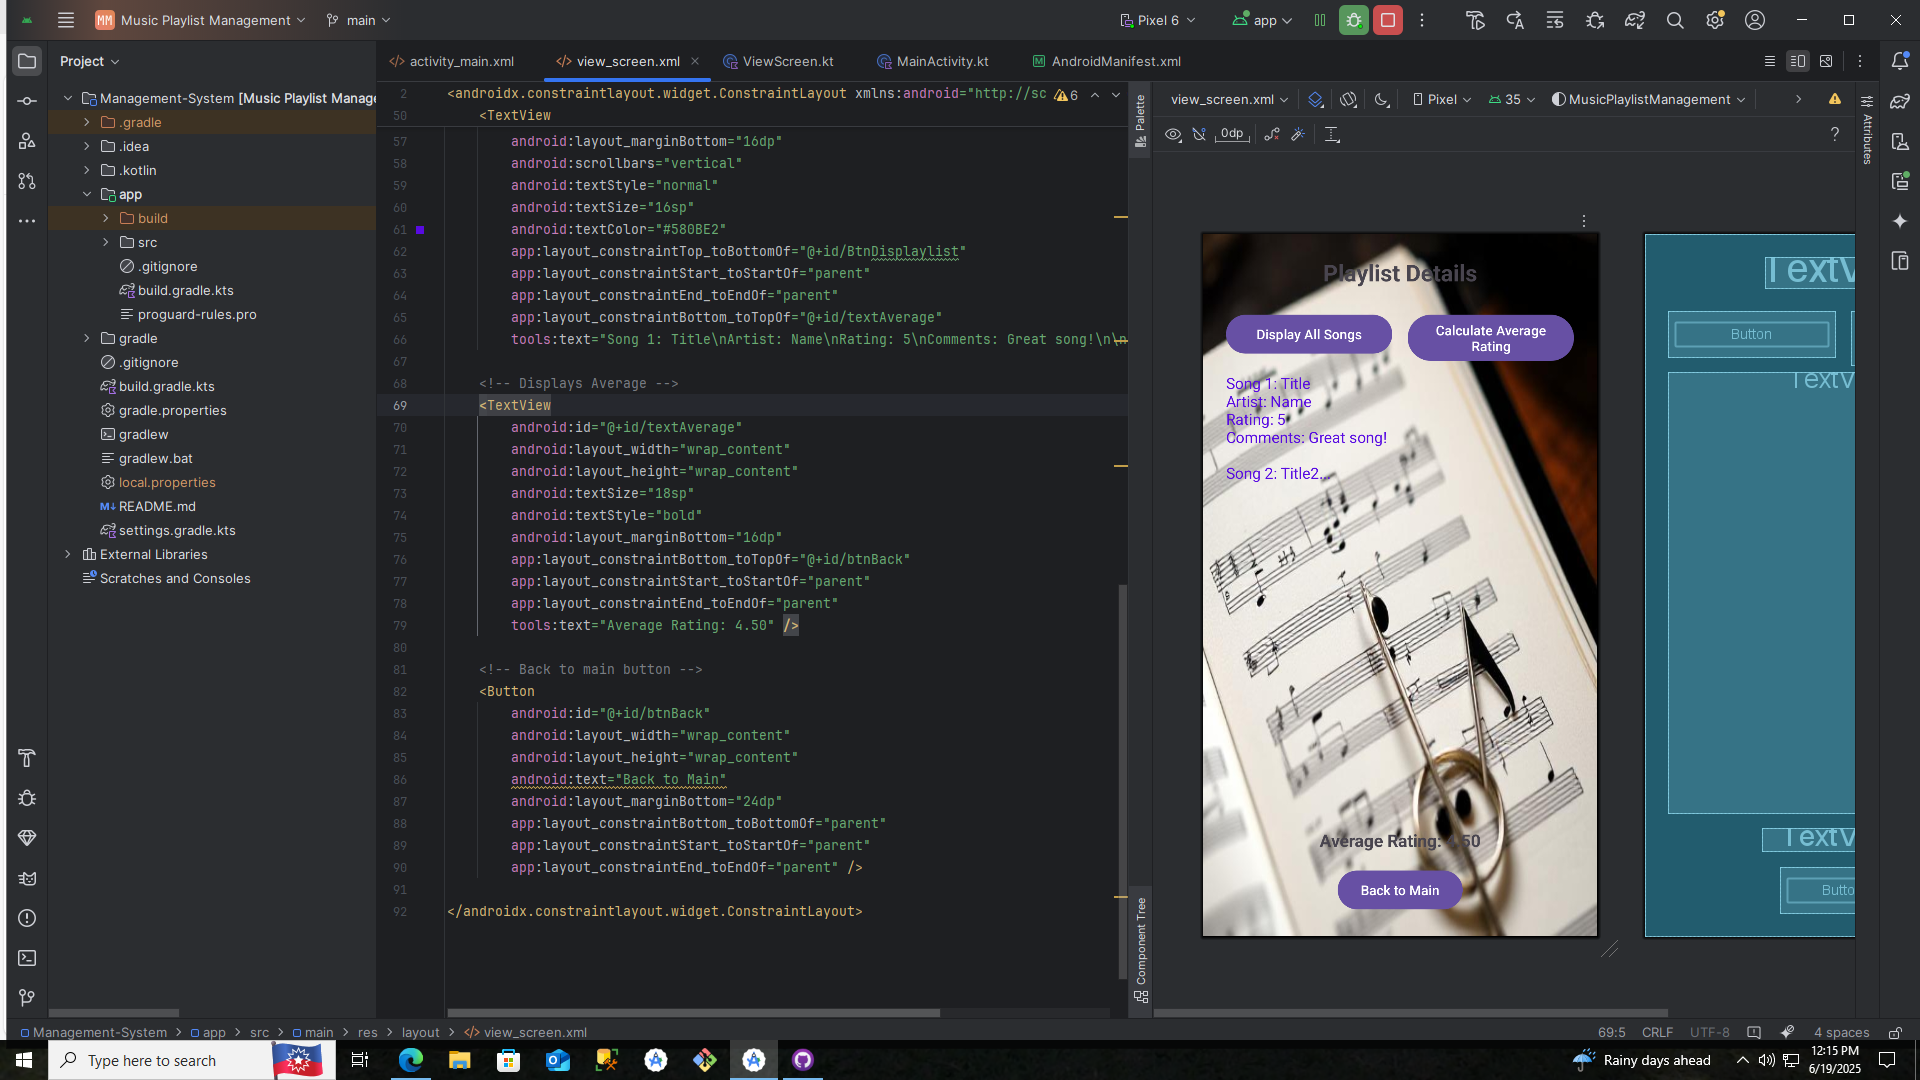 MM Music Playlist Management main Pixel 6 app
Project
activity_main.xml view_screen.xml ViewScreen.kt MainActivity.kt AndroidManifest.xml
Management-System [Music Playlist Manage
.gradle
.idea
.kotlin
app
build
src
.gitignore
build.gradle.kts
proguard-rules.pro
gradle
.gitignore
build.gradle.kts
gradle.properties
gradlew
gradlew.bat
local.properties
M↓ README.md
settings.gradle.kts
External Libraries
Scratches and Consoles
2 <androidx.constraintlayout.widget.ConstraintLayout xmlns:android="http://sc 6
50 <TextView
57 android:layout_marginBottom="16dp"
58 android:scrollbars="vertical"
59 android:textStyle="normal"
60 android:textSize="16sp"
61 android:textColor="#580BE2"
62 app:layout_constraintTop_toBottomOf="@+id/BtnDisplaylist"
63 app:layout_constraintStart_toStartOf="parent"
64 app:layout_constraintEnd_toEndOf="parent"
65 app:layout_constraintBottom_toTopOf="@+id/textAverage"
66 tools:text="Song 1: Title\nArtist: Name\nRating: 5\nComments: Great song!\n\n
67
68 <!-- Displays Average -->
69 <TextView
70 android:id="@+id/textAverage"
71 android:layout_width="wrap_content"
72 android:layout_height="wrap_content"
73 android:textSize="18sp"
74 android:textStyle="bold"
75 android:layout_marginBottom="16dp"
76 app:layout_constraintBottom_toTopOf="@+id/btnBack"
77 app:layout_constraintStart_toStartOf="parent"
78 app:layout_constraintEnd_toEndOf="parent"
79 tools:text="Average Rating: 4.50" />
80
81 <!-- Back to main button -->
82 <Button
83 android:id="@+id/btnBack"
84 android:layout_width="wrap_content"
85 android:layout_height="wrap_content"
86 android:text="Back to Main"
87 android:layout_marginBottom="24dp"
88 app:layout_constraintBottom_toBottomOf="parent"
89 app:layout_constraintStart_toStartOf="parent"
90 app:layout_constraintEnd_toEndOf="parent" />
91
92 </androidx.constraintlayout.widget.ConstraintLayout>
Palette
Component Tree
view_screen.xml Pixel 35 MusicPlaylistManagement
0dp ?
Attributes
Playlist Details
Display All Songs
Calculate Average
Rating
Song 1: Title
Artist: Name
Rating: 5
Comments: Great song!
Song 2: Title2...
Average Rating: 4.50
Back to Main
TextV
Button
TextV
TextV
Butto
Management-System app src main res layout view_screen.xml 69:5 CRLF UTF-8 4 spaces
Type here to search Rainy days ahead 12:15 PM
6/19/2025